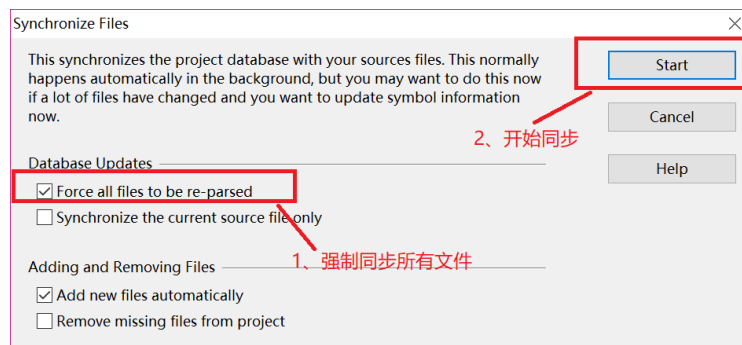 Synchronize Files
This synchronizes the project database with your sources files. This normally
happens automatically in the background, but you may want to do this now
if a lot of files have changed and you want to update symbol information
now.
Start
Cancel
Help
2、开始同步
Database Updates
Force all files to be re-parsed
Synchronize the current source file only
1、强制同步所有文件
Adding and Removing Files
Add new files automatically
Remove missing files from project